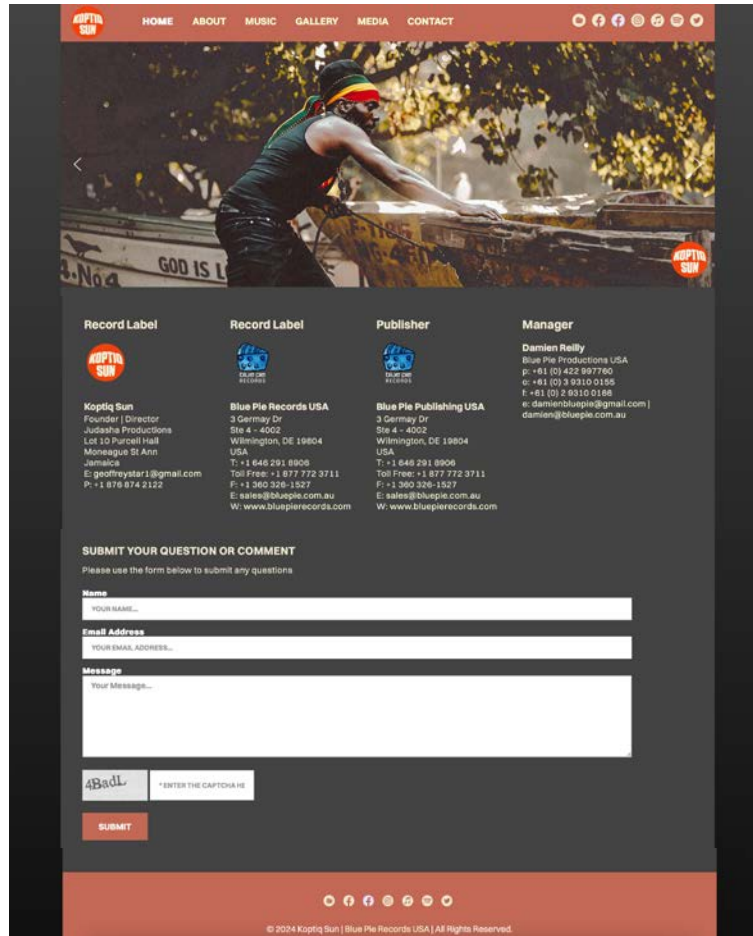 KOPTIQ
SUN
HOME ABOUT MUSIC GALLERY MEDIA CONTACT
GOD IS
3.No4
KOPTIQ
SUN
Record Label
KOPTIQ
SUN
Koptiq Sun
Founder | Director
Judasha Productions
Lot 10 Purcell Hall
Moneague St Ann
Jamaica
E: geoffreystar1@gmail.com
P: +1 876 874 2122
Record Label
blue pie
RECORDS
Blue Pie Records USA
3 Germay Dr
Ste 4 – 4002
Wilmington, DE 19804
USA
T: +1 646 291 8906
Toll Free: +1 877 772 3711
F: +1 360 326-1527
E: sales@bluepie.com.au
W: www.bluepierecords.com
Publisher
blue pie
RECORDS
Blue Pie Publishing USA
3 Germay Dr
Ste 4 – 4002
Wilmington, DE 19804
USA
T: +1 646 291 8906
Toll Free: +1 877 772 3711
F: +1 360 326-1527
E: sales@bluepie.com.au
W: www.bluepierecords.com
Manager
Damien Reilly
Blue Pie Productions USA
p: +61 (0) 422 997760
o: +61 (0) 3 9310 0155
f: +61 (0) 2 9310 0166
e: damienbluepie@gmail.com |
damien@bluepie.com.au
SUBMIT YOUR QUESTION OR COMMENT
Please use the form below to submit any questions
Name
YOUR NAME...
Email Address
YOUR EMAIL ADDRESS...
Message
Your Message...
4BadL
* ENTER THE CAPTCHA HE
SUBMIT
© 2024 Koptiq Sun | Blue Pie Records USA | All Rights Reserved.